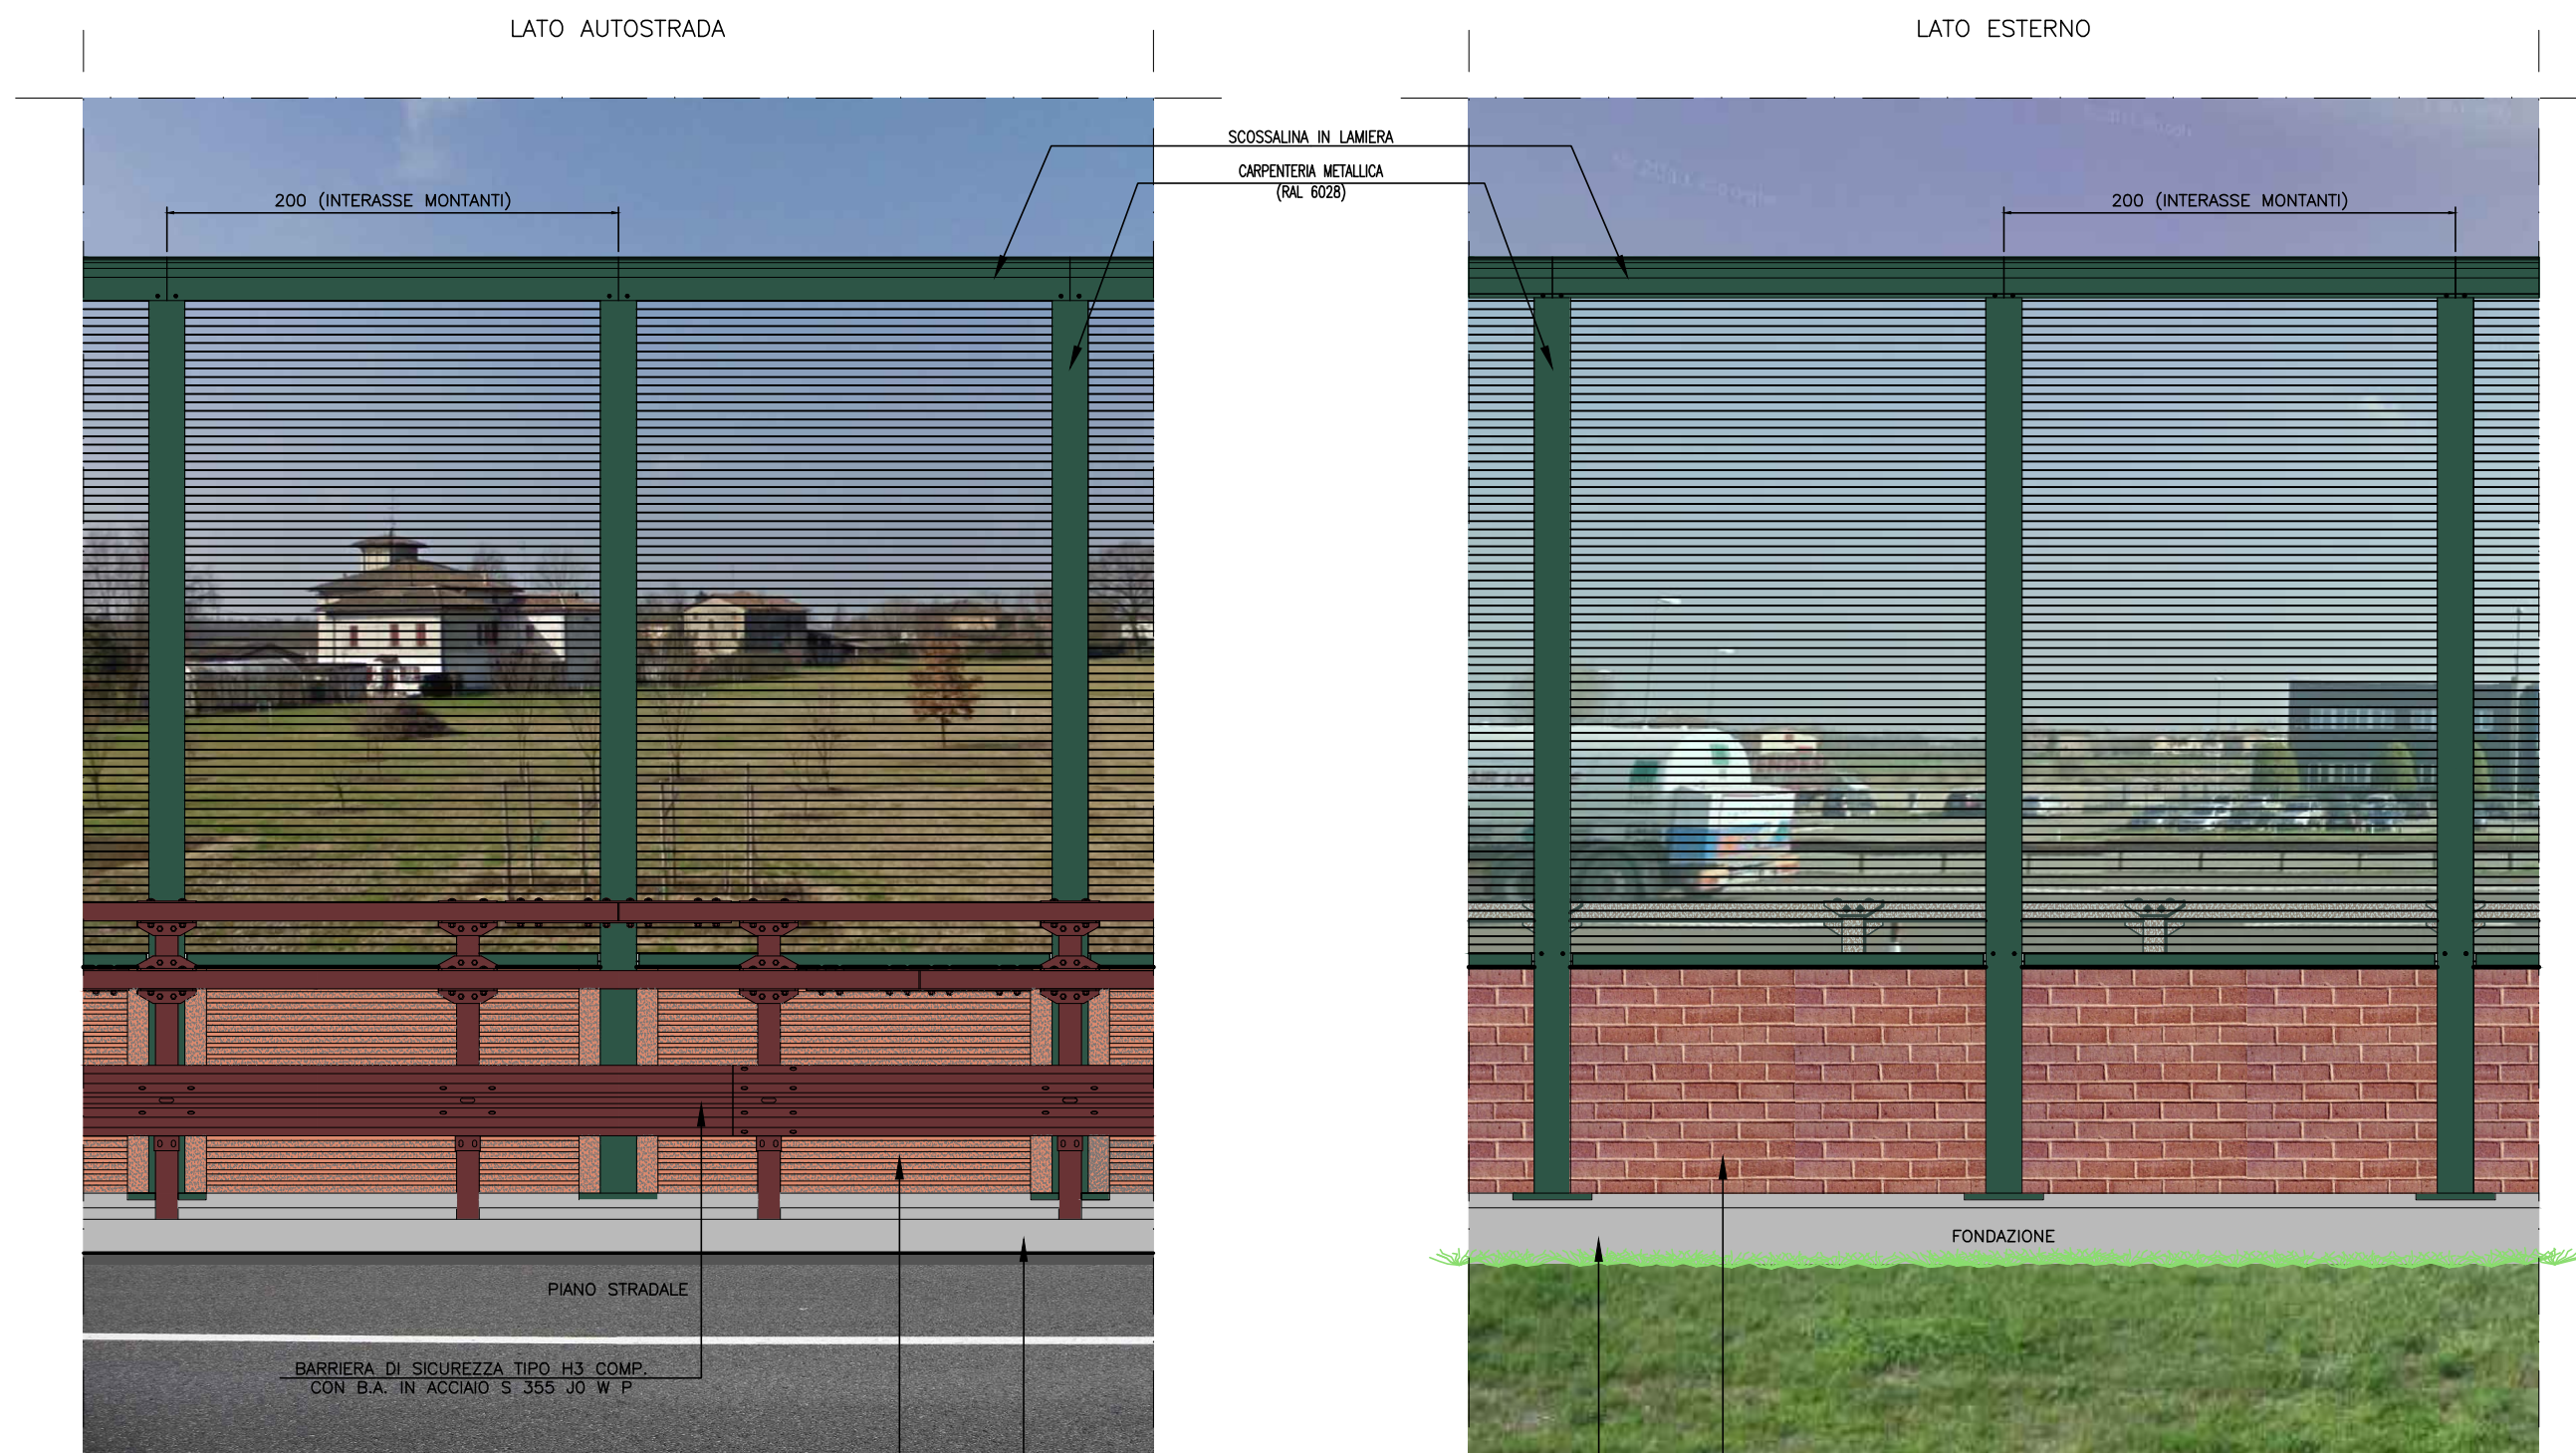 LATO AUTOSTRADA
LATO ESTERNO
SCOSSALINA IN LAMIERA
CARPENTERIA METALLICA
(RAL 6028)
200 (INTERASSE MONTANTI)
200 (INTERASSE MONTANTI)
FONDAZIONE
PIANO STRADALE
BARRIERA DI SICUREZZA TIPO H3 COMP.
CON B.A. IN ACCIAIO S 355 J0 W P